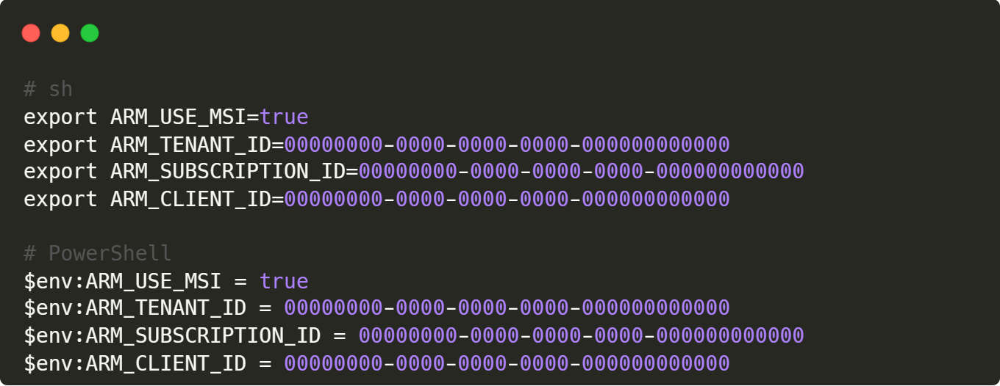 # sh
export ARM_USE_MSI=true
export ARM_TENANT_ID=00000000-0000-0000-0000-000000000000
export ARM_SUBSCRIPTION_ID=00000000-0000-0000-0000-000000000000
export ARM_CLIENT_ID=00000000-0000-0000-0000-000000000000
# PowerShell
$env:ARM_USE_MSI = true
$env:ARM_TENANT_ID = 00000000-0000-0000-0000-000000000000
$env:ARM_SUBSCRIPTION_ID = 00000000-0000-0000-0000-000000000000
$env:ARM_CLIENT_ID = 00000000-0000-0000-0000-000000000000